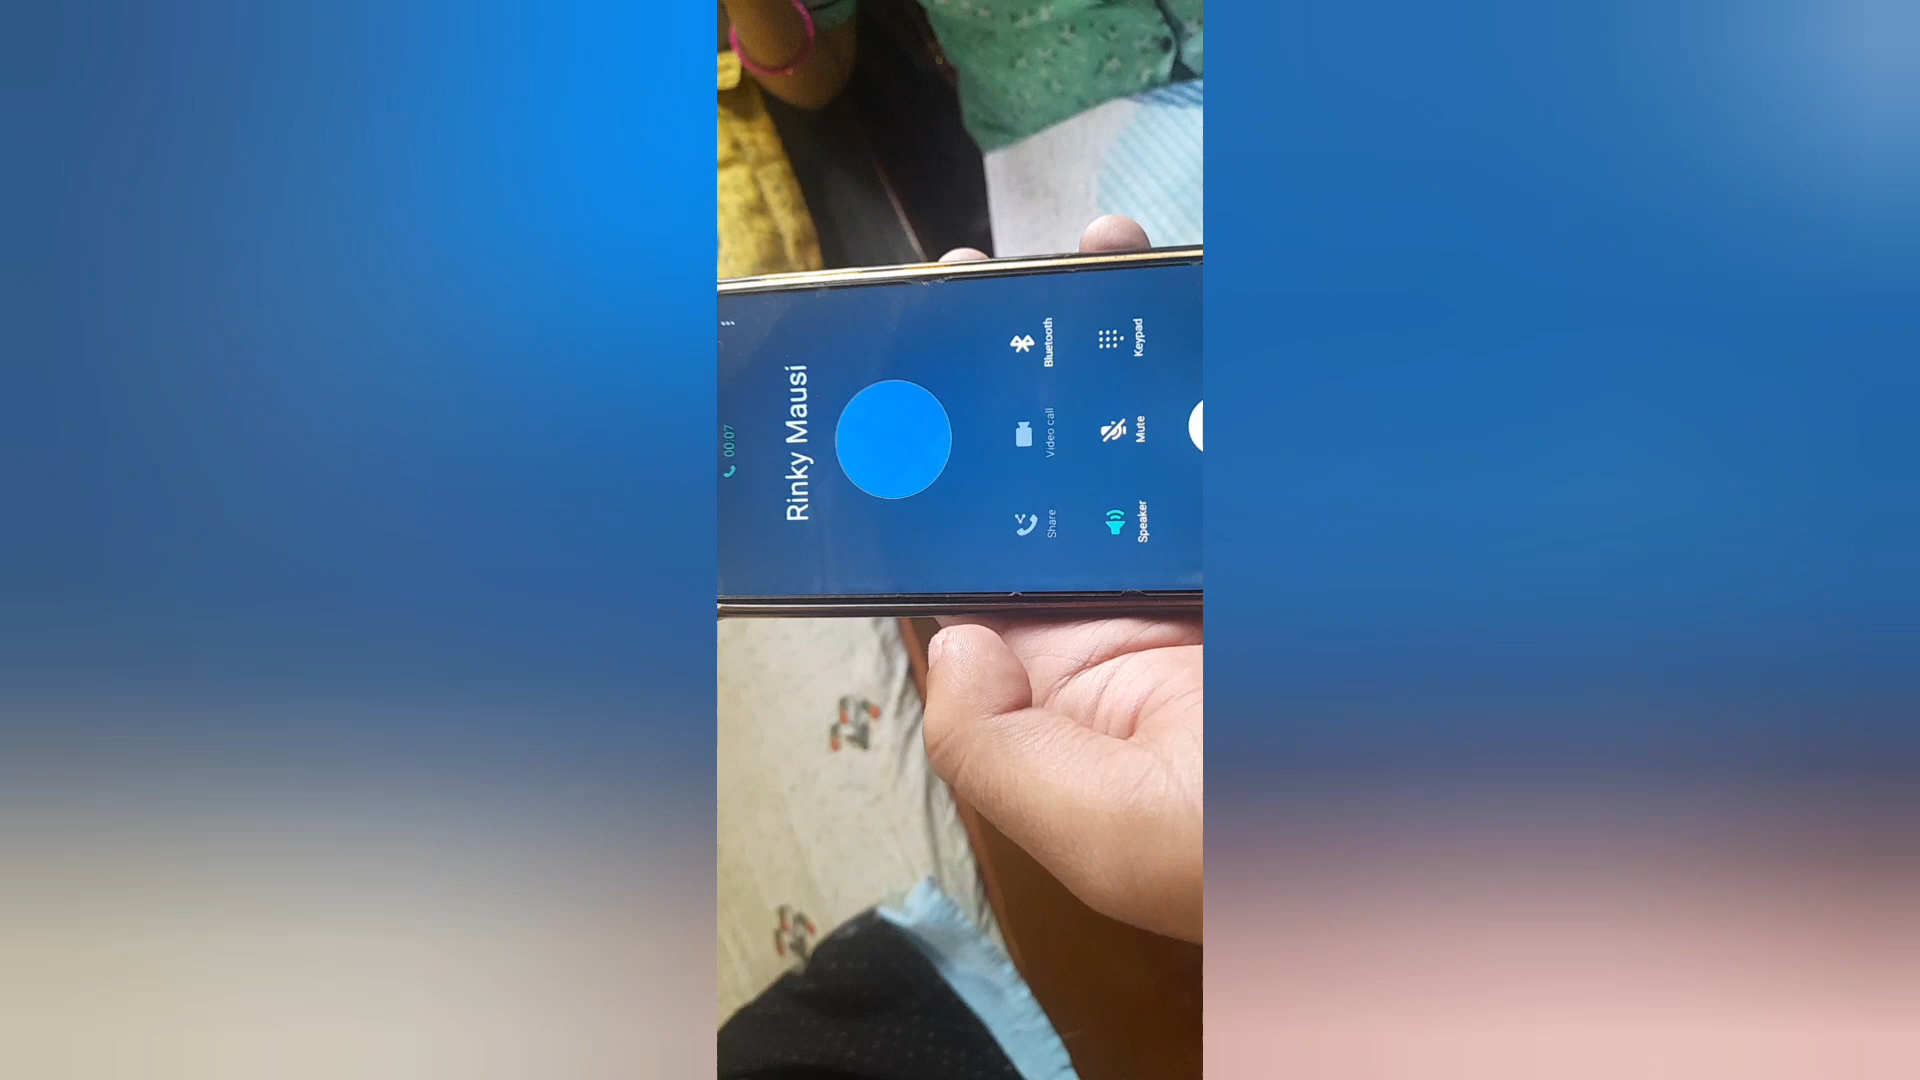 00:07
Rinky Mausi
Share
Video call
Bluetooth
Speaker
Mute
Keypad